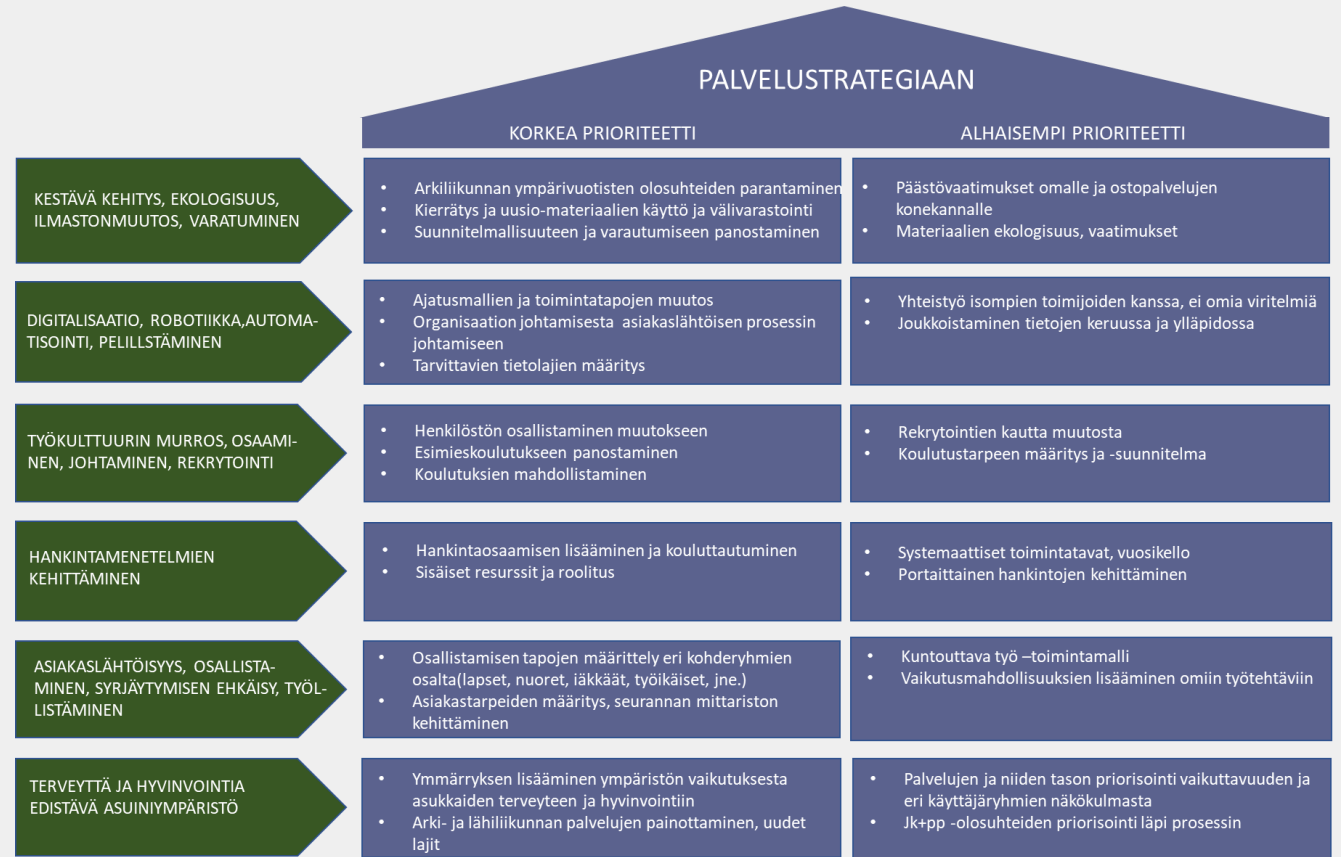 PALVELUSTRATEGIAAN
KORKEA PRIORITEETTI
ALHAISEMPI PRIORITEETTI
KESTÄVÄ KEHITYS, EKOLOGISUUS,
ILMASTONMUUTOS, VARATUMINEN
• Arkiliikunnan ympärivuotisten olosuhteiden parantaminen
• Kierrätys ja uusio-materiaalien käyttö ja välivarastointi
• Suunnitelmallisuuteen ja varautumiseen panostaminen
• Päästövaatimukset omalle ja ostopalvelujen
konekannalle
• Materiaalien ekologisuus, vaatimukset
DIGITALISAATIO, ROBOTIIKKA,AUTOMA-
TISOINTI, PELILLSTÄMINEN
• Ajatusmallien ja toimintatapojen muutos
• Organisaation johtamisesta asiakaslähtöisen prosessin
johtamiseen
• Tarvittavien tietolajien määritys
• Yhteistyö isompien toimijoiden kanssa, ei omia viritelmiä
• Joukkoistaminen tietojen keruussa ja ylläpidossa
TYÖKULTTUURIN MURROS, OSAAMI-
NEN, JOHTAMINEN, REKRYTOINTI
• Henkilöstön osallistaminen muutokseen
• Esimieskoulutukseen panostaminen
• Koulutuksien mahdollistaminen
• Rekrytointien kautta muutosta
• Koulutustarpeen määritys ja -suunnitelma
HANKINTAMENETELMIEN
KEHITTÄMINEN
• Hankintaosaamisen lisääminen ja kouluttautuminen
• Sisäiset resurssit ja roolitus
• Systemaattiset toimintatavat, vuosikello
• Portaittainen hankintojen kehittäminen
ASIAKASLÄHTÖISYYS, OSALLISTA-
MINEN, SYRJÄYTYMISEN EHKÄISY, TYÖL-
LISTÄMINEN
• Osallistamisen tapojen määrittely eri kohderyhmien
osalta(lapset, nuoret, iäkkäät, työikäiset, jne.)
• Asiakastarpeiden määritys, seurannan mittariston
kehittäminen
• Kuntouttava työ –toimintamalli
• Vaikutusmahdollisuuksien lisääminen omiin työtehtäviin
TERVEYTTÄ JA HYVINVOINTIA
EDISTÄVÄ ASUINIYMPÄRISTÖ
• Ymmärryksen lisääminen ympäristön vaikutuksesta
asukkaiden terveyteen ja hyvinvointiin
• Arki- ja lähiliikunnan palvelujen painottaminen, uudet
lajit
• Palvelujen ja niiden tason priorisointi vaikuttavuuden ja
eri käyttäjäryhmien näkökulmasta
• Jk+pp -olosuhteiden priorisointi läpi prosessin